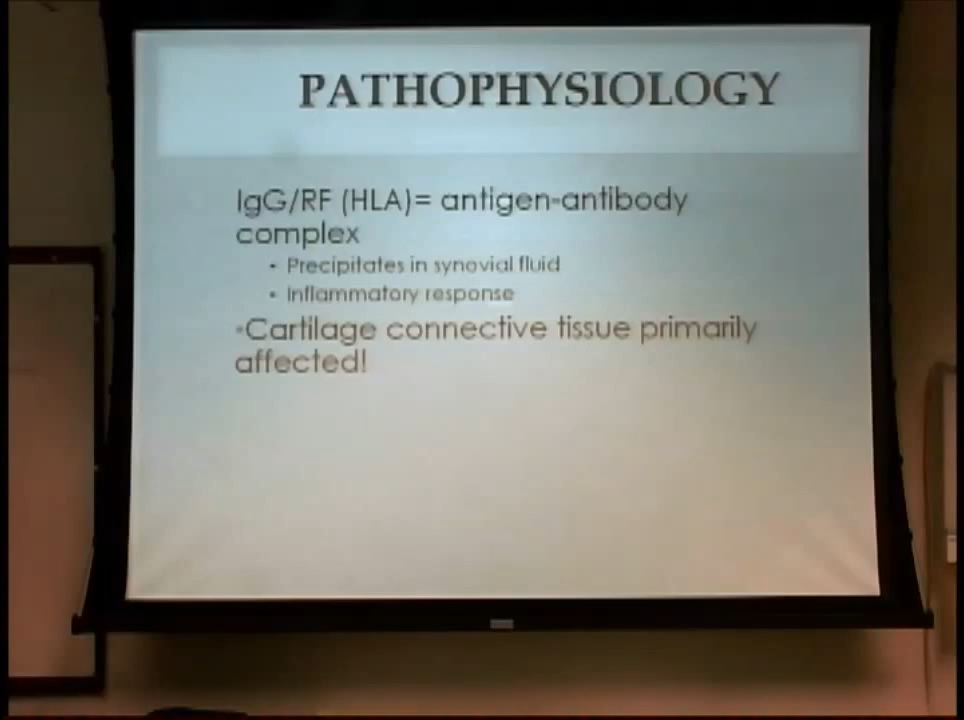 PATHOPHYSIOLOGY
IgG/RF (HLA)= antigen-antibody
complex
• Precipitates in synovial fluid
• Inflammatory response
•Cartilage connective tissue primarily
affected!